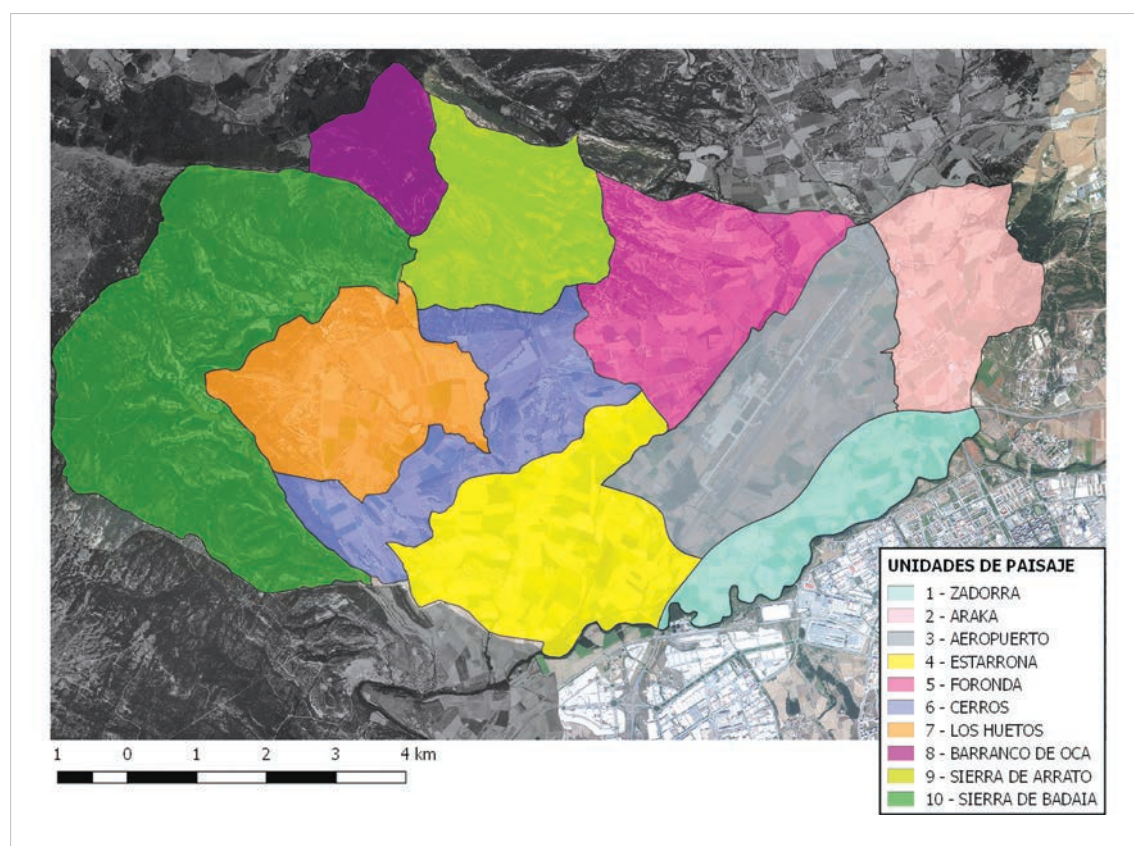 UNIDADES DE PAISAJE
1 - ZADORRA
2 - ARAKA
3 - AEROPUERTO
4 - ESTARRONA
5 - FORONDA
6 - CERROS
7 - LOS HUETOS
8 - BARRANCO DE OCA
9 - SIERRA DE ARRATO
10 - SIERRA DE BADAIA
1 0 1 2 3 4 km